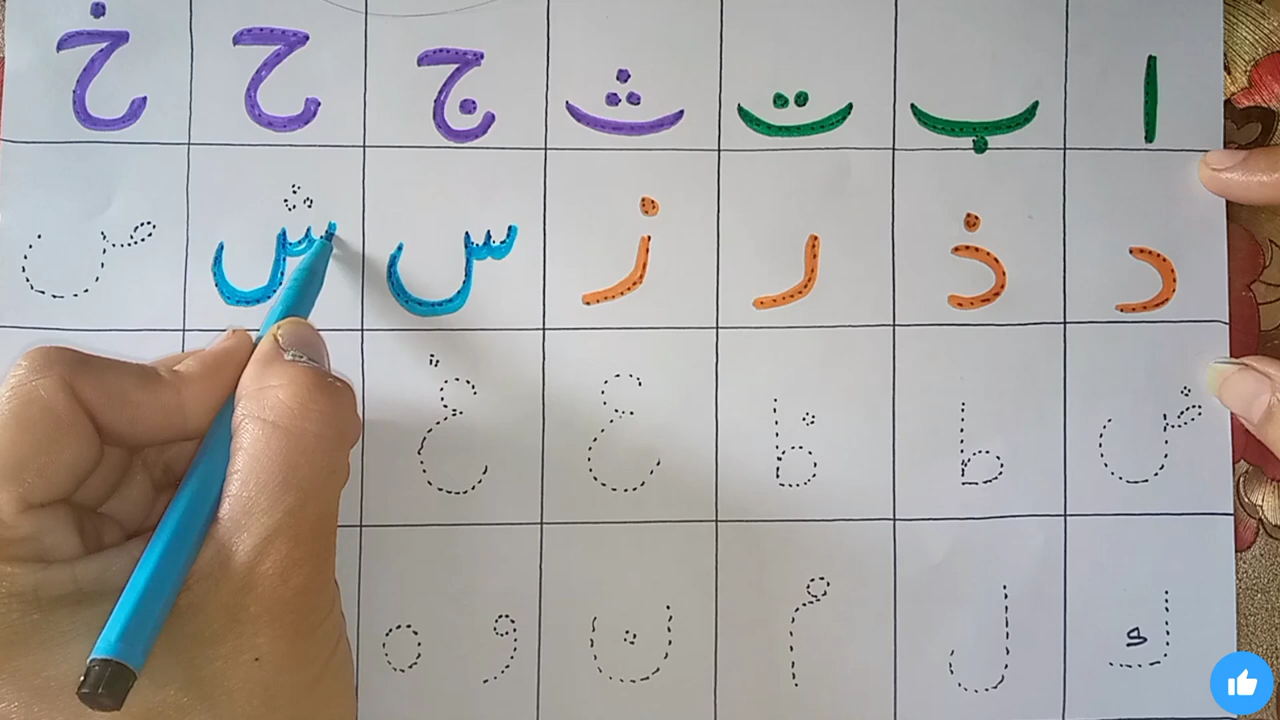 ا ب ت ث ج ح خ
د ذ ر ز س ش ص
ض ط ظ ع غ
ك ل م ن و ه